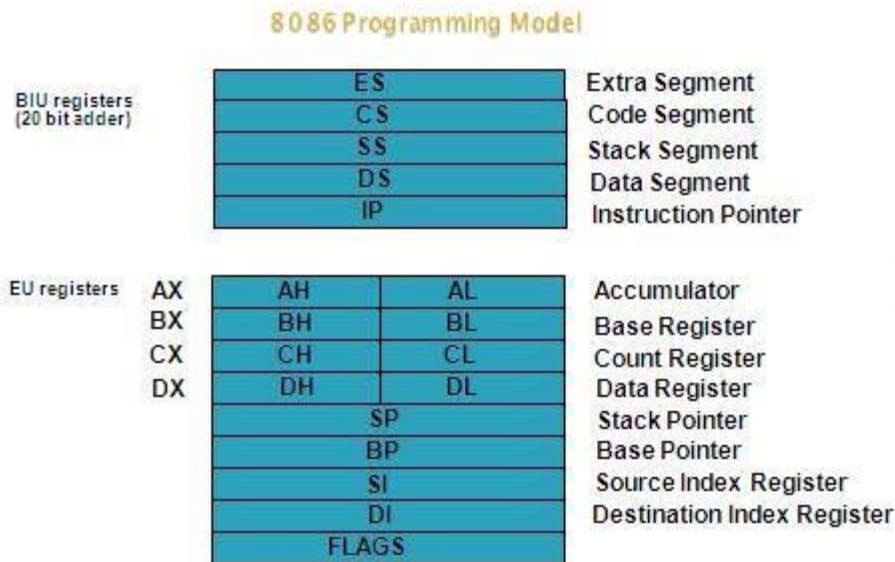 8086 Programming Model
BIU registers
(20 bit adder)
ES Extra Segment
CS Code Segment
SS Stack Segment
DS Data Segment
IP Instruction Pointer
EU registers AX AH AL Accumulator
BX BH BL Base Register
CX CH CL Count Register
DX DH DL Data Register
SP Stack Pointer
BP Base Pointer
SI Source Index Register
DI Destination Index Register
FLAGS